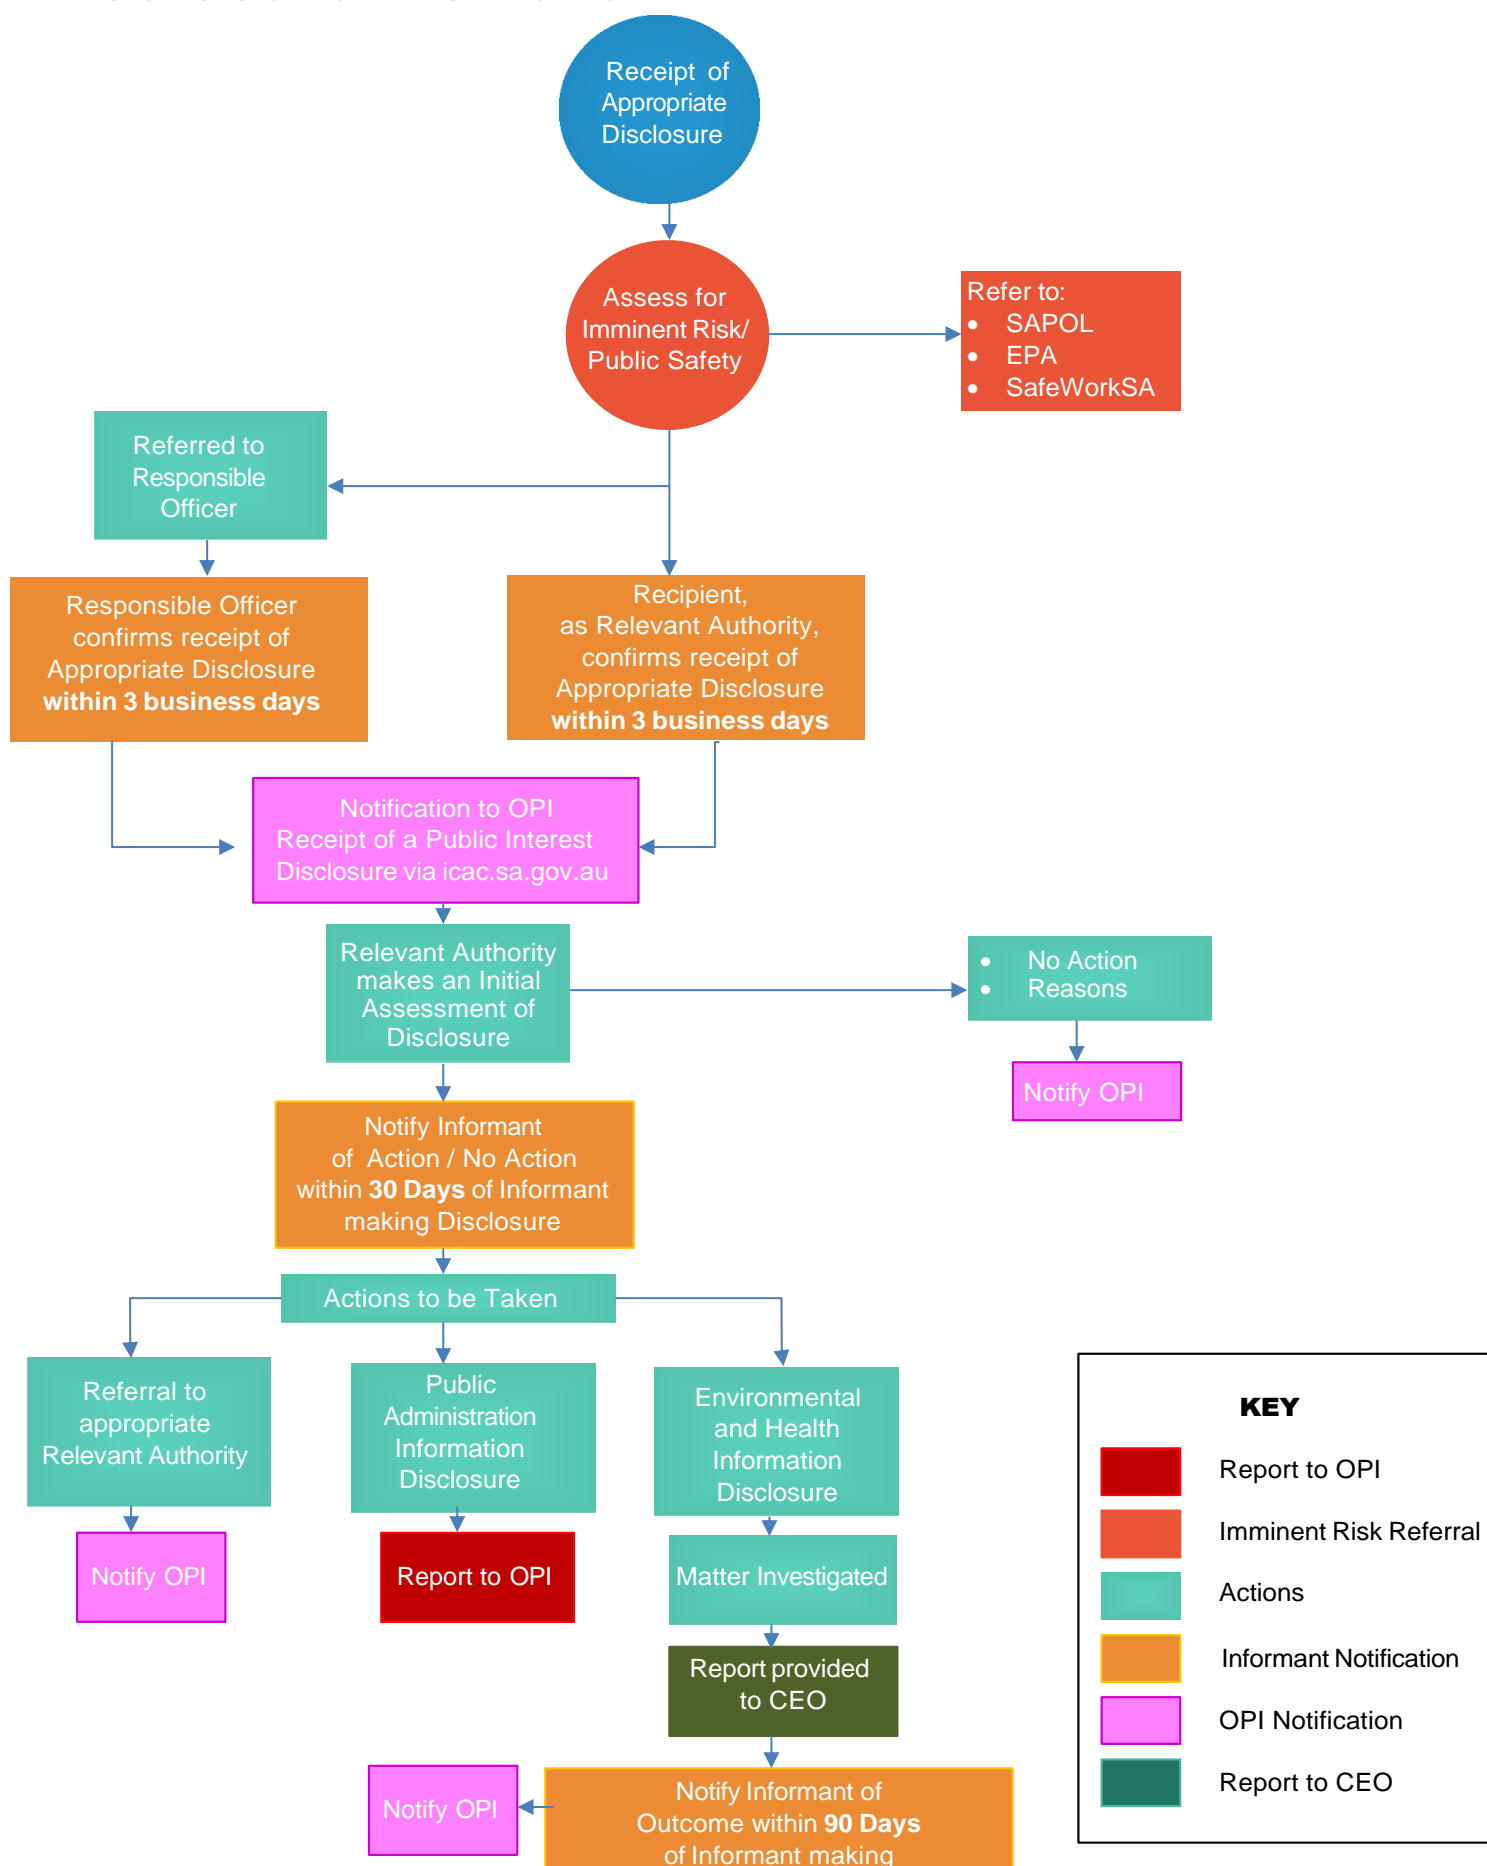 Receipt of
Appropriate
Disclosure
Assess for
Imminent Risk/
Public Safety
Refer to:
• SAPOL
• EPA
• SafeWorkSA
Referred to
Responsible
Officer
Responsible Officer
confirms receipt of
Appropriate Disclosure
within 3 business days
Recipient,
as Relevant Authority,
confirms receipt of
Appropriate Disclosure
within 3 business days
Notification to OPI
Receipt of a Public Interest
Disclosure via icac.sa.gov.au
Relevant Authority
makes an Initial
Assessment of
Disclosure
• No Action
• Reasons
Notify OPI
Notify Informant
of Action / No Action
within 30 Days of Informant
making Disclosure
Actions to be Taken
Referral to
appropriate
Relevant Authority
Public
Administration
Information
Disclosure
Environmental
and Health
Information
Disclosure
Notify OPI
Report to OPI
Matter Investigated
Report provided
to CEO
Notify OPI
Notify Informant of
Outcome within 90 Days
of Informant making
KEY
Report to OPI
Imminent Risk Referral
Actions
Informant Notification
OPI Notification
Report to CEO